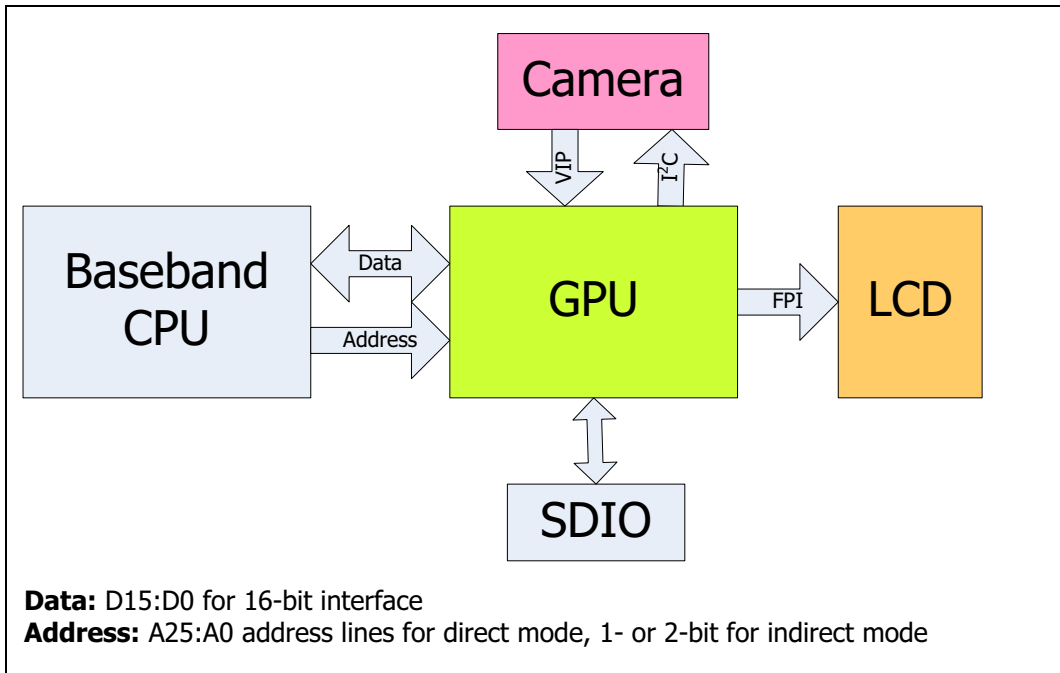 Camera
VIP
I²C
Baseband
CPU
Data
Address
GPU
FPI
LCD
SDIO
Data: D15:D0 for 16-bit interface
Address: A25:A0 address lines for direct mode, 1- or 2-bit for indirect mode